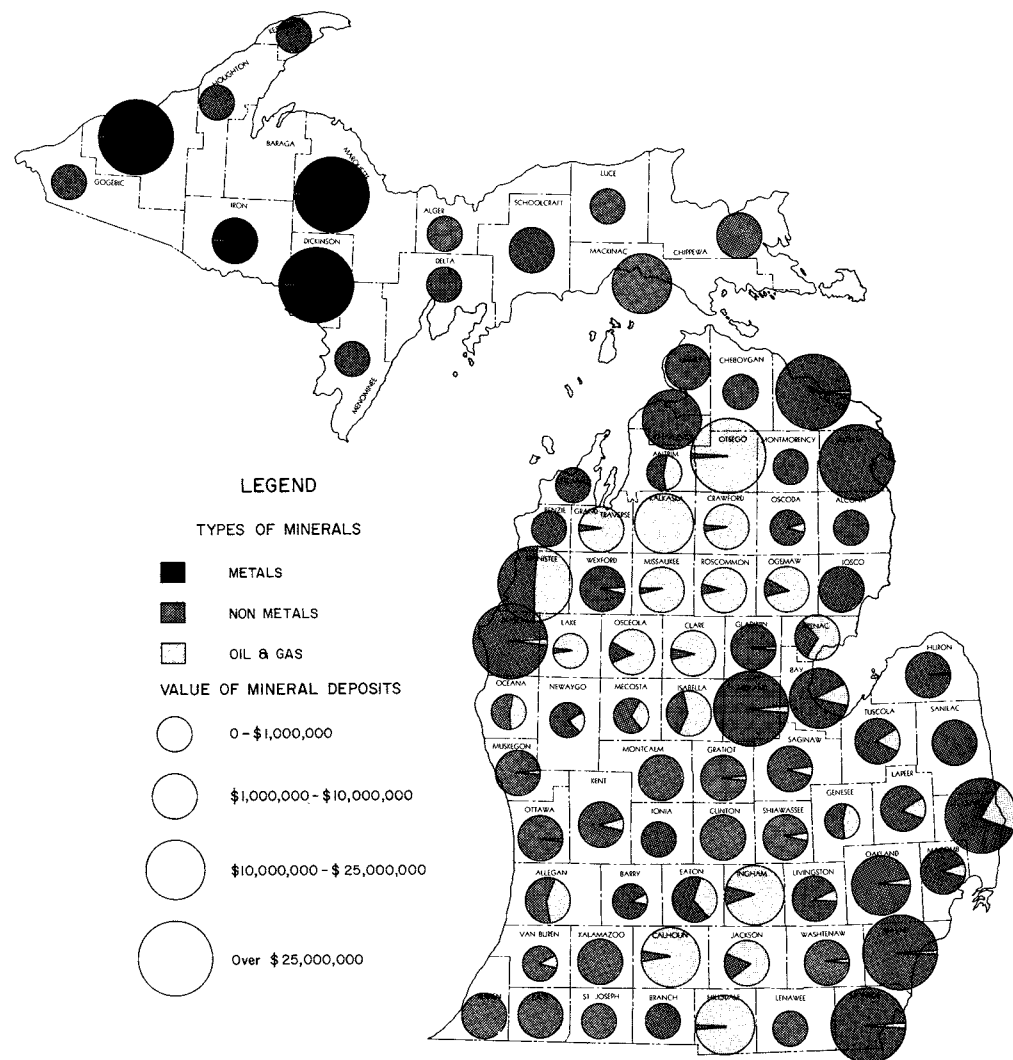 HOUGHTON
BARAGA
GOGEBIC
IRON
DICKINSON
MENOMINEE
ALGER
DELTA
SCHOOLCRAFT
LUCE
MACKINAC
CHIPPEWA
CHEBOYGAN
OTSEGO
MONTMORENCY
ANTRIM
KALKASKA
CRAWFORD
OSCODA
ALCONA
BENZIE
GRAND TRAVERSE
MANISTEE
WEXFORD
MISSAUKEE
ROSCOMMON
OGEMAW
IOSCO
LAKE
OSCEOLA
CLARE
GLADWIN
BAY
HURON
OCEANA
NEWAYGO
MECOSTA
ISABELLA
TUSCOLA
SANILAC
MUSKEGON
MONTCALM
GRATIOT
SAGINAW
KENT
GENESEE
LAPEER
OTTAWA
IONIA
CLINTON
SHIAWASSEE
ALLEGAN
BARRY
EATON
INGHAM
LIVINGSTON
OAKLAND
VAN BUREN
KALAMAZOO
CALHOUN
JACKSON
WASHTENAW
ST. JOSEPH
BRANCH
HILLSDALE
LENAWEE
LEGEND
TYPES OF MINERALS
METALS
NON METALS
OIL & GAS
VALUE OF MINERAL DEPOSITS
0-$1,000,000
$1,000,000-$10,000,000
$10,000,000-$25,000,000
Over $25,000,000